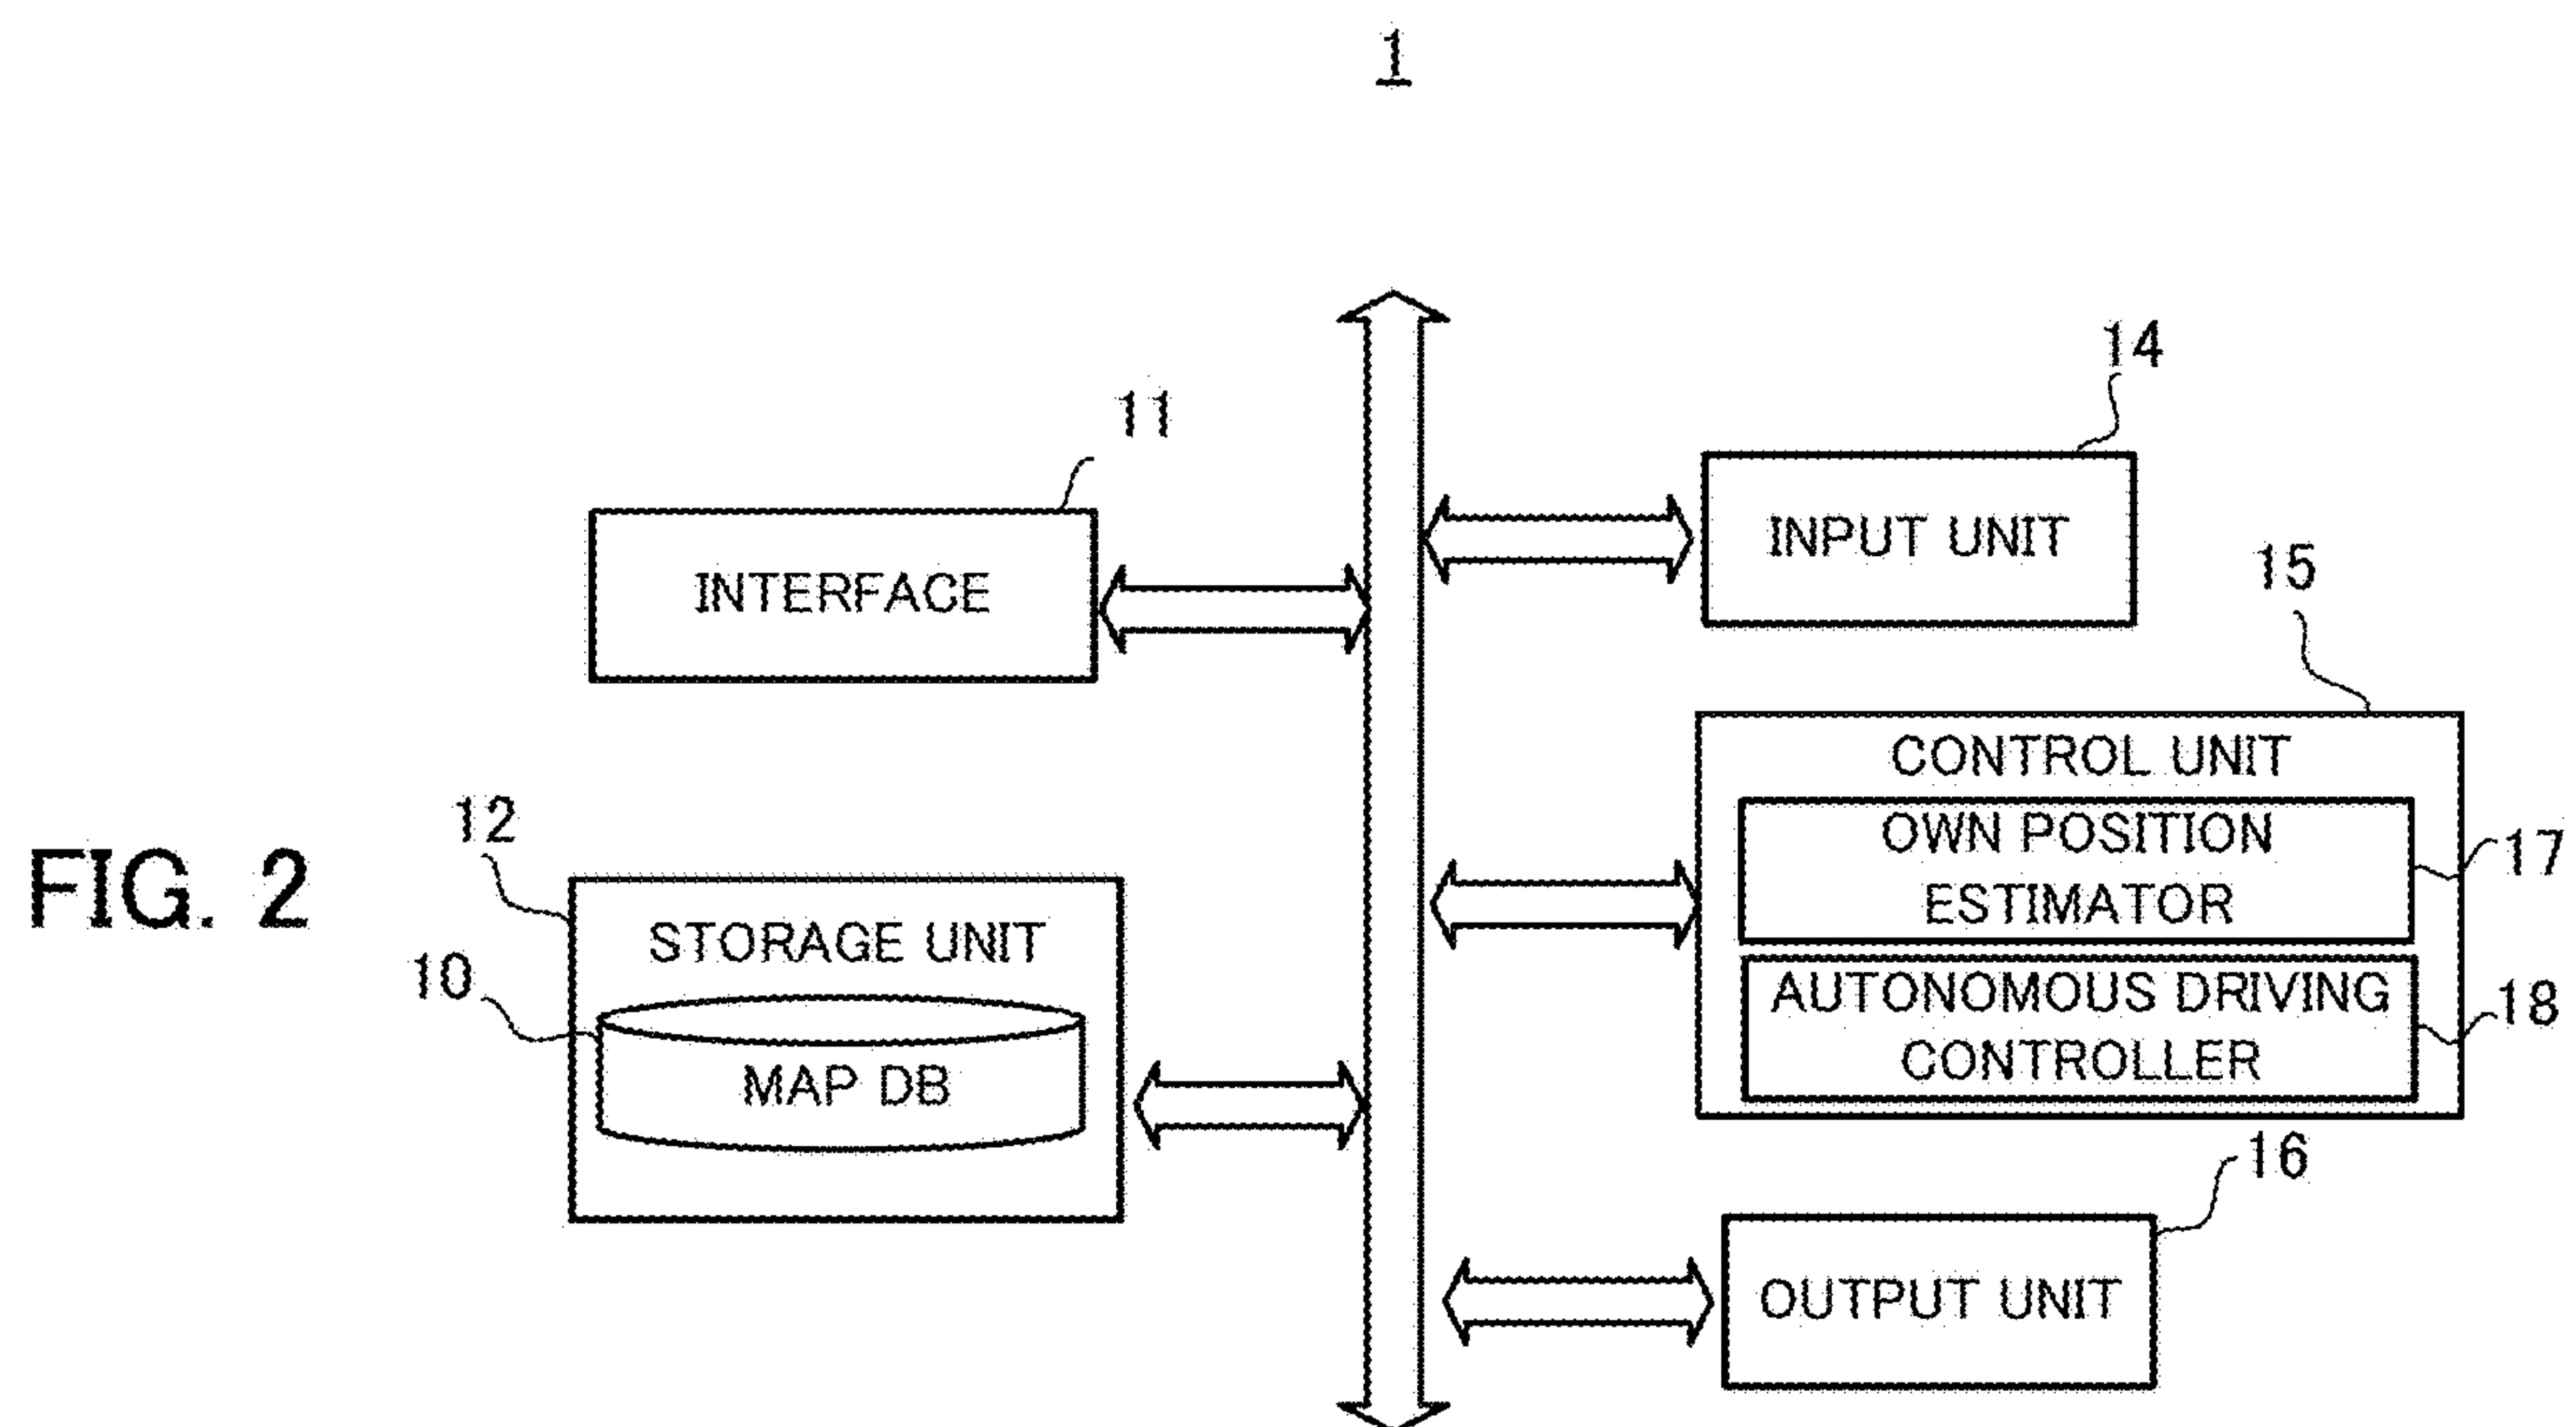 1
11
INTERFACE
12
STORAGE UNIT
10
MAP DB
14
INPUT UNIT
15
CONTROL UNIT
OWN POSITION
ESTIMATOR
17
AUTONOMOUS DRIVING
CONTROLLER
18
16
OUTPUT UNIT
FIG. 2